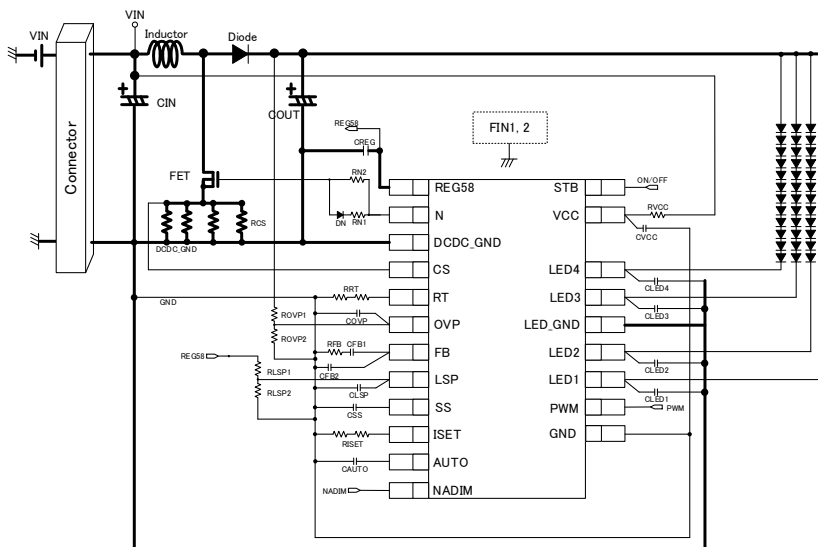 VIN
Inductor
Diode
VIN
CIN
COUT
REG58
FIN1, 2
Connector
CREG
FET
RN2
REG58
STB
ON/OFF
DN
RN1
N
VCC
RVCC
RCS
CVCC
DCDC_GND
DCDC_GND
CS
LED4
CLED4
GND
RRT
RT
LED3
CLED3
ROVP1
COVP
OVP
LED_GND
ROVP2
RFB
CFB1
FB
LED2
CLED2
REG58
RLSP1
CFB2
LSP
LED1
RLSP2
CLSP
CLED1
SS
PWM
PWM
CSS
ISET
GND
RISET
AUTO
CAUTO
NADIM
NADIM